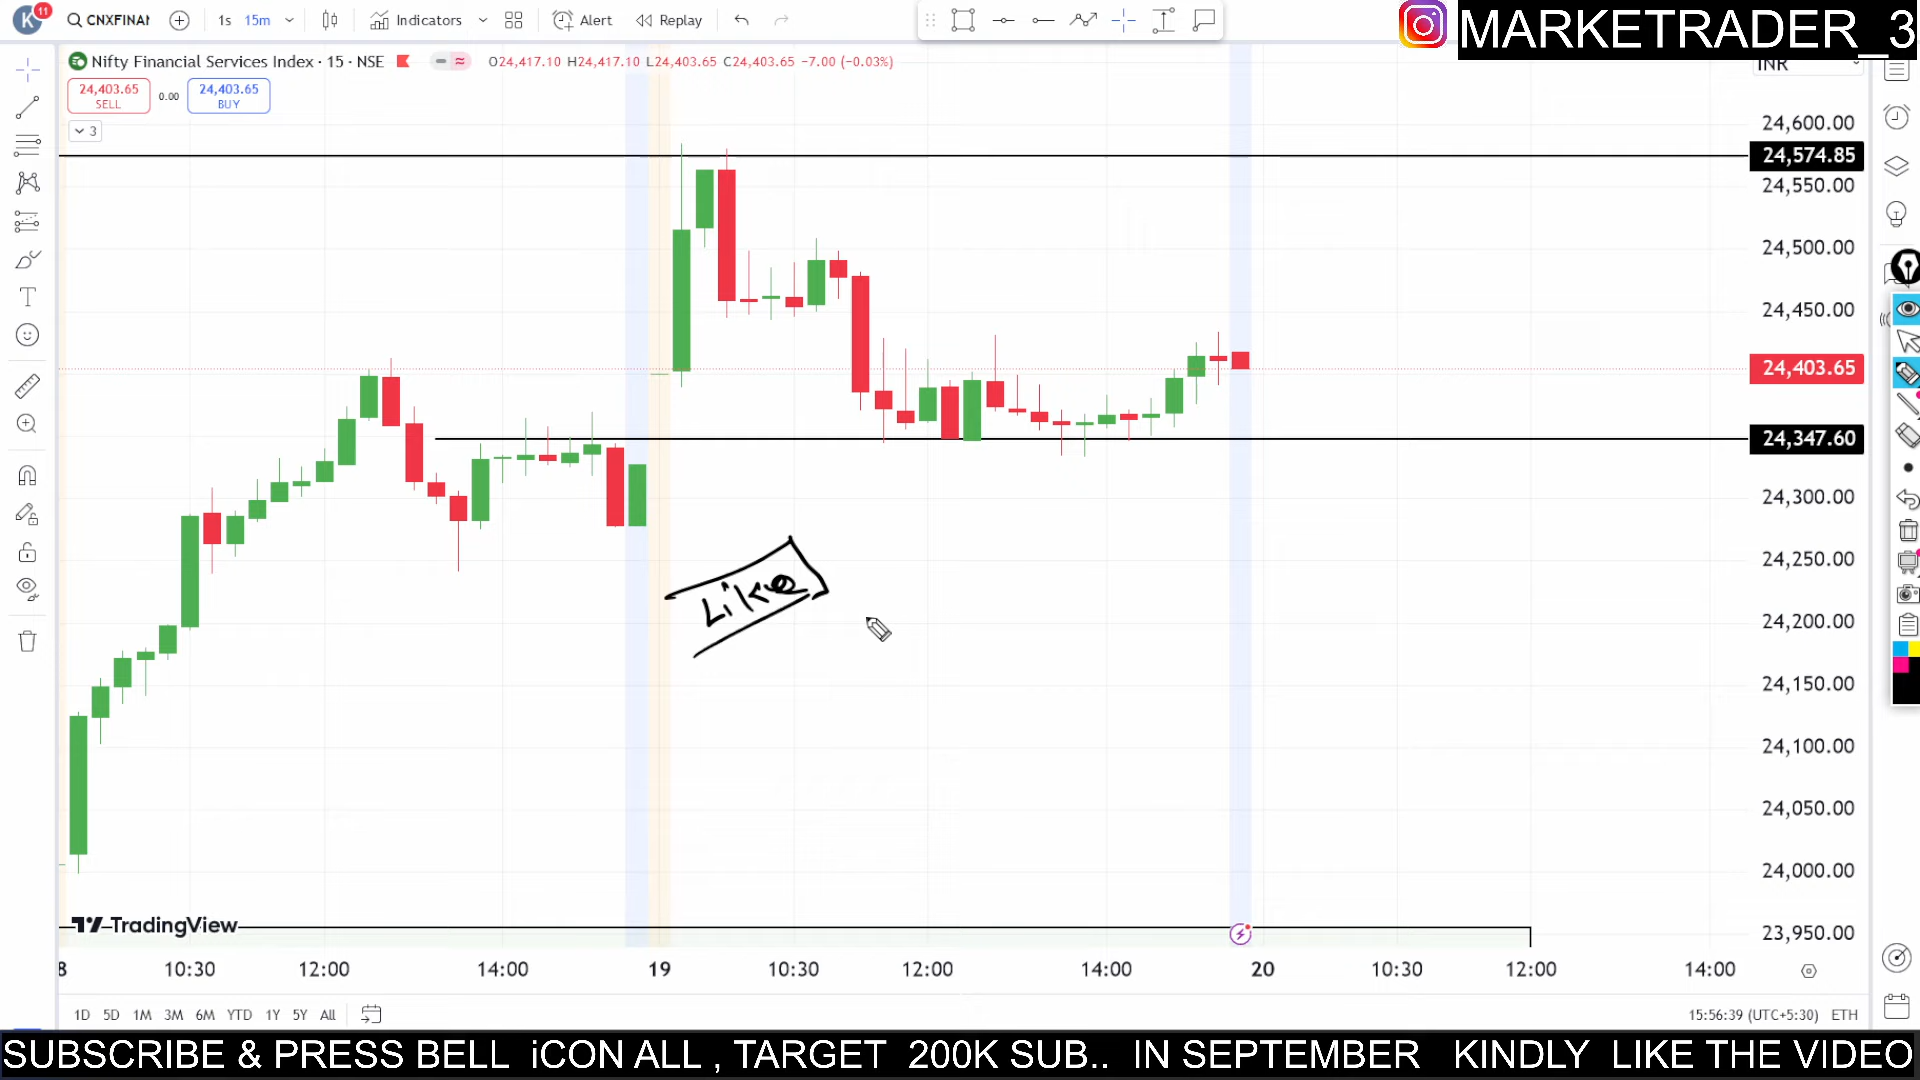 K 11 CNXFINAN 1s 15m Indicators Alert Replay
MARKETRADER_3
Nifty Financial Services Index · 15 · NSE O24,417.10 H24,417.10 L24,403.65 C24,403.65 −7.00 (−0.03%)
INR
24,403.65 SELL 0.00 24,403.65 BUY
3
24,600.00
24,574.85
24,550.00
24,500.00
24,450.00
24,403.65
24,347.60
24,300.00
24,250.00
Like
24,200.00
24,150.00
24,100.00
24,050.00
24,000.00
TradingView
23,950.00
8 10:30 12:00 14:00 19 10:30 12:00 14:00 20 10:30 12:00 14:00
1D 5D 1M 3M 6M YTD 1Y 5Y All 15:56:39 (UTC+5:30) ETH
SUBSCRIBE & PRESS BELL iCON ALL , TARGET 200K SUB.. IN SEPTEMBER KINDLY LIKE THE VIDEO